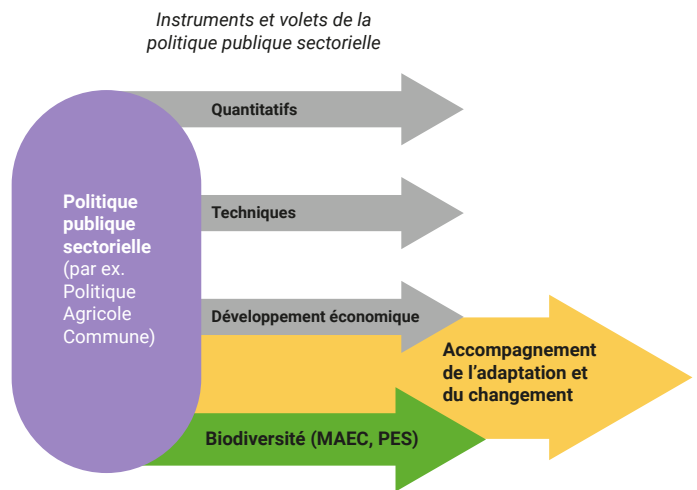 Instruments et volets de la
politique publique sectorielle
Quantitatifs
Politique
publique
sectorielle
(par ex.
Politique
Agricole
Commune)
Techniques
Développement économique
Accompagnement
de l’adaptation et
du changement
Biodiversité (MAEC, PES)